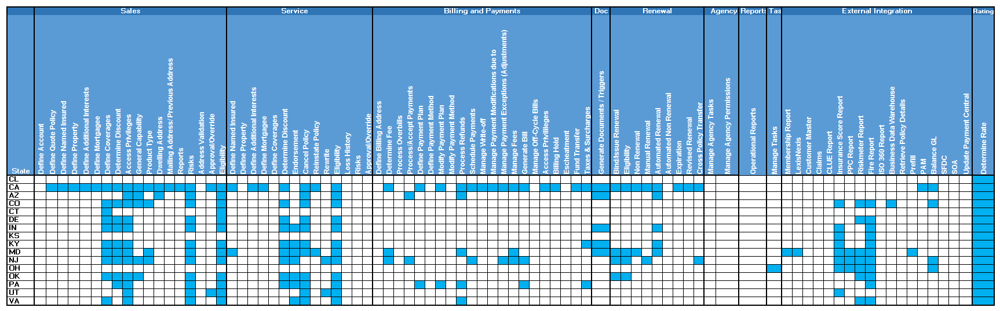 Sales
Service
Billing and Payments
Doc
Renewal
Agency
Reports
Tas
External Integration
Rating
State
Define Account
Define Quote Policy
Define Named Insured
Define Property
Define Additional Interests
Define Mortgagee
Define Coverages
Determine Discount
Access Privileges
General Capability
Product Type
Dwelling Address
Mailing Address/ Previous Address
Reports
Risks
Address Validation
Approval/Override
Eligibility
Define Named Insured
Define Property
Define Additional Interests
Define Mortgagee
Define Coverages
Determine Discount
Endorsement
Cancel Policy
Reinstate Policy
Rewrite
Eligibility
Loss History
Risks
Approval/Override
Define Billing Address
Determine Fee
Process Overbills
Process/Accept Payments
Define Payment Plan
Define Payment Method
Modify Payment Plan
Modify Payment Method
Process Refunds
Schedule Payments
Manage Write-off
Manage Payment Modifications due to
Manage Payment Exceptions (Adjustments)
Manage Fees
Generate Bill
Manage Off-Cycle Bills
Access Privilileges
Billing Hold
Escheatment
Fund Transfer
Taxes & Surcharges
Generate Documents / Triggers
Bind/Issue Renewal
Eligibility
Non Renewal
Manual Renewal
Automated Renewal
Automated Non Renewal
Expiration
Revised Renewal
Cross Policy Transfer
Manage Agency Tasks
Manage Agency Permissions
Operational Reports
Manage Tasks
Membership Report
LexisNexis
Customer Master
Claims
CLUE Report
Insurance Score Report
PPC Report
Riskmeter Report
Fire Report
ISO 360 Report
Business Data Warehouse
Retrieve Policy Details
Prefill
PAM
Balance GL
SFDC
SOA
Update Payment Central
Determine Rate
CL
CA
AZ
CO
CT
DE
IN
KS
KY
MD
NJ
OH
OK
PA
UT
VA